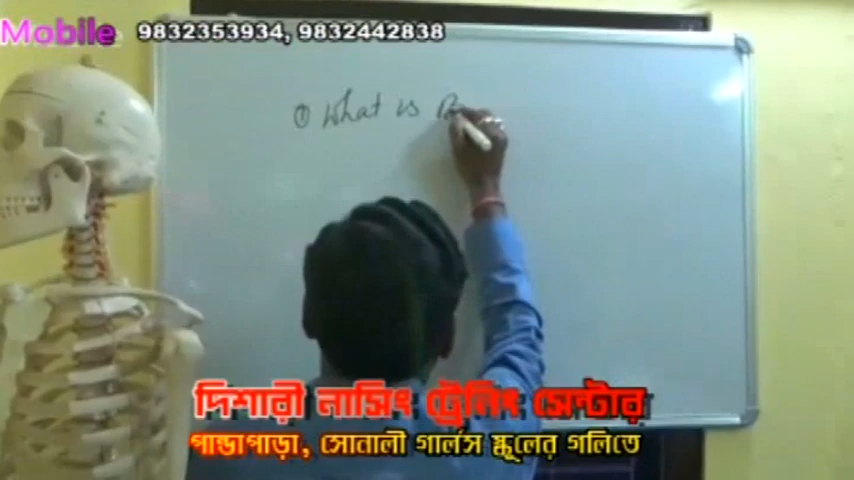 Mobile 9832353934, 9832442838
① What is
দিশারী নার্সিং ট্রেনিং সেন্টার
পান্ডাপাড়া, সোনালী গার্লস স্কুলের গলিতে